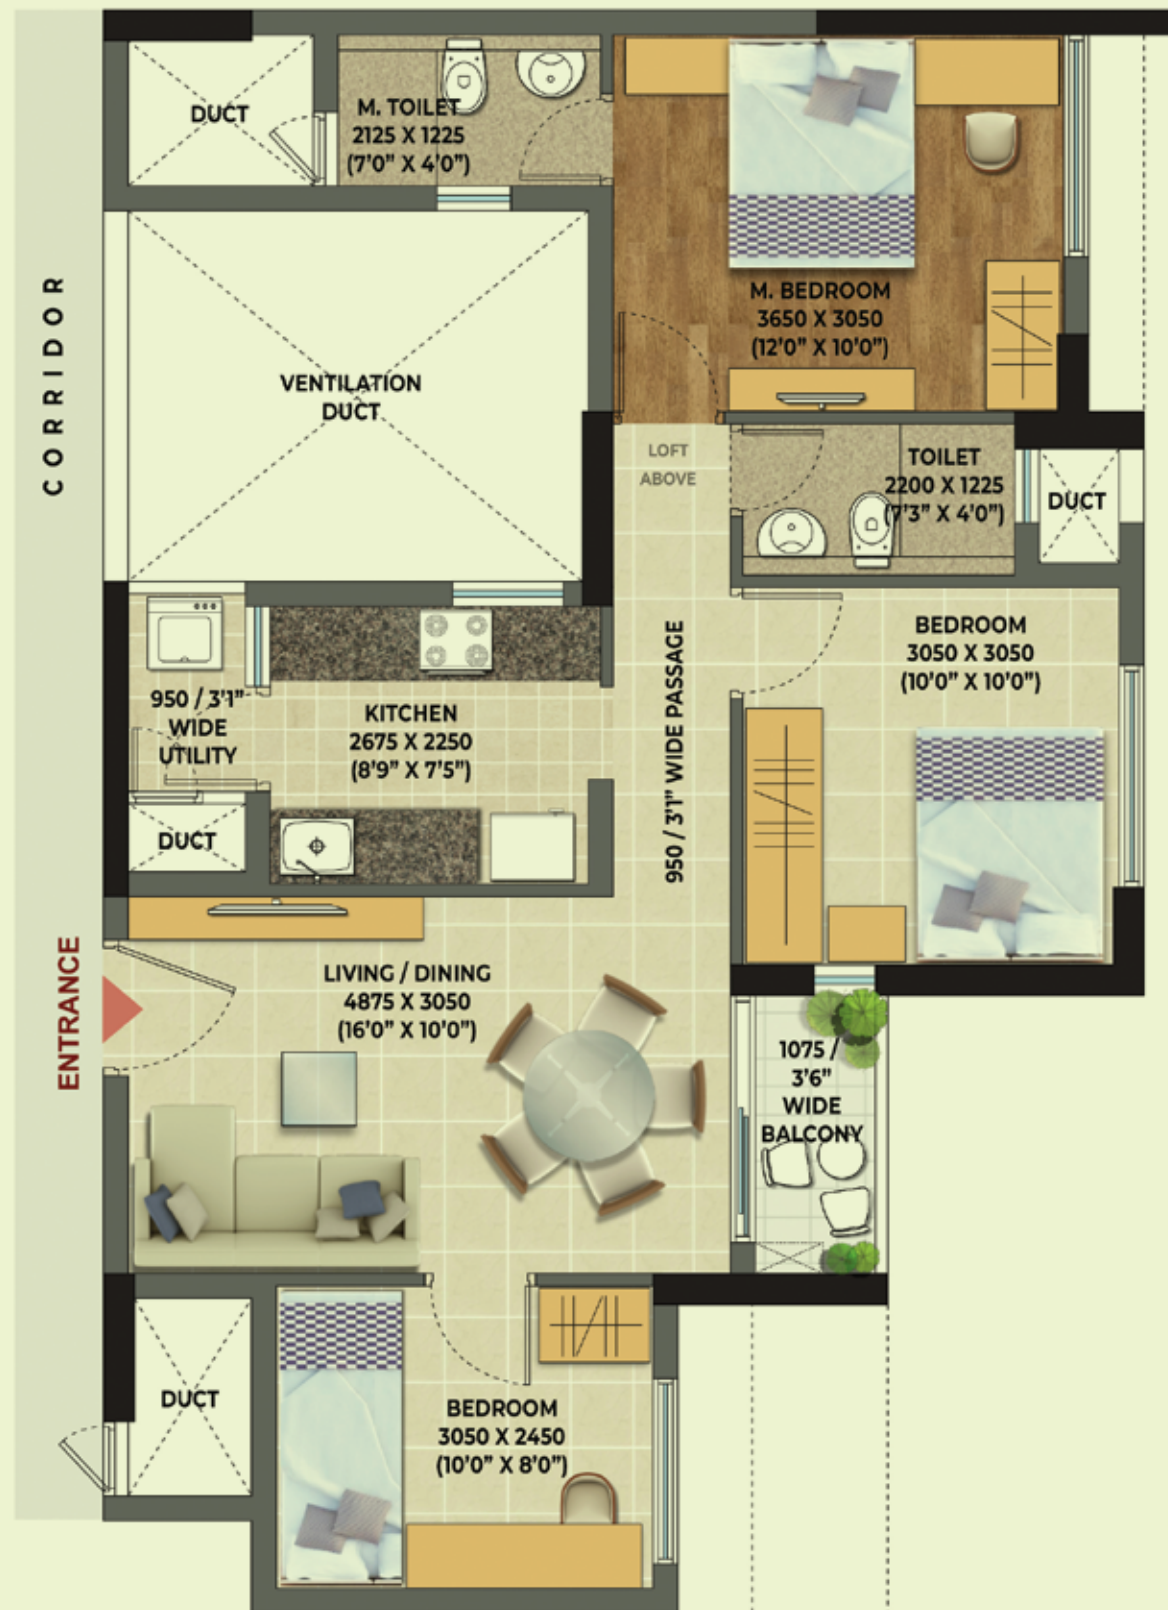 DUCT
M. TOILET
2125 X 1225
(7'0” X 4'0”)
M. BEDROOM
3650 X 3050
(12'0” X 10'0”)
CORRIDOR
VENTILATION
DUCT
LOFT
ABOVE
TOILET
2200 X 1225
(7'3” X 4'0”)
DUCT
BEDROOM
3050 X 3050
(10'0” X 10'0”)
950 / 3'1” WIDE PASSAGE
950 / 3'1”
WIDE
UTILITY
KITCHEN
2675 X 2250
(8'9” X 7'5”)
DUCT
ENTRANCE
LIVING / DINING
4875 X 3050
(16'0” X 10'0”)
1075 /
3'6”
WIDE
BALCONY
DUCT
BEDROOM
3050 X 2450
(10'0” X 8'0”)